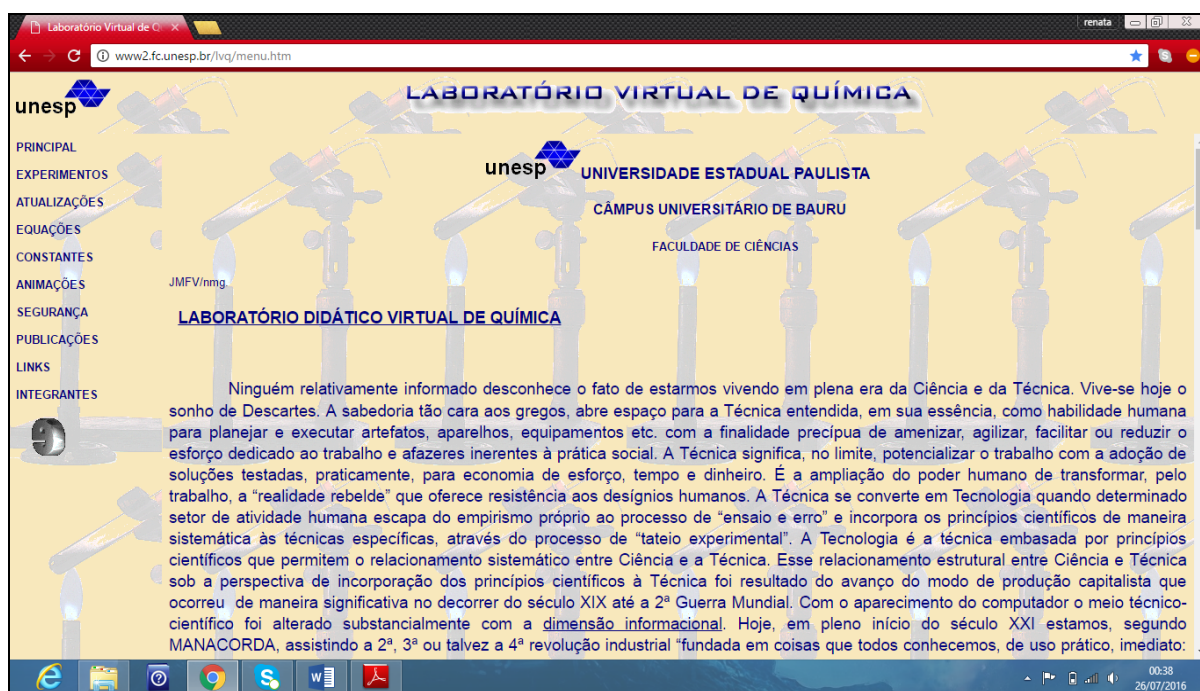 Laboratório Virtual de Q
renata
www2.fc.unesp.br/lvq/menu.htm
unesp
LABORATÓRIO VIRTUAL DE QUÍMICA
PRINCIPAL
EXPERIMENTOS
ATUALIZAÇÕES
EQUAÇÕES
CONSTANTES
ANIMAÇÕES
SEGURANÇA
PUBLICAÇÕES
LINKS
INTEGRANTES
unesp UNIVERSIDADE ESTADUAL PAULISTA
CÂMPUS UNIVERSITÁRIO DE BAURU
FACULDADE DE CIÊNCIAS
JMFV/nmg
LABORATÓRIO DIDÁTICO VIRTUAL DE QUÍMICA
Ninguém relativamente informado desconhece o fato de estarmos vivendo em plena era da Ciência e da Técnica. Vive-se hoje o
sonho de Descartes. A sabedoria tão cara aos gregos, abre espaço para a Técnica entendida, em sua essência, como habilidade humana
para planejar e executar artefatos, aparelhos, equipamentos etc. com a finalidade precípua de amenizar, agilizar, facilitar ou reduzir o
esforço dedicado ao trabalho e afazeres inerentes à prática social. A Técnica significa, no limite, potencializar o trabalho com a adoção de
soluções testadas, praticamente, para economia de esforço, tempo e dinheiro. É a ampliação do poder humano de transformar, pelo
trabalho, a “realidade rebelde” que oferece resistência aos desígnios humanos. A Técnica se converte em Tecnologia quando determinado
setor de atividade humana escapa do empirismo próprio ao processo de “ensaio e erro” e incorpora os princípios científicos de maneira
sistemática às técnicas específicas, através do processo de “tateio experimental”. A Tecnologia é a técnica embasada por princípios
científicos que permitem o relacionamento sistemático entre Ciência e a Técnica. Esse relacionamento estrutural entre Ciência e Técnica
sob a perspectiva de incorporação dos princípios científicos à Técnica foi resultado do avanço do modo de produção capitalista que
ocorreu de maneira significativa no decorrer do século XIX até a 2ª Guerra Mundial. Com o aparecimento do computador o meio técnico-
científico foi alterado substancialmente com a dimensão informacional. Hoje, em pleno início do século XXI estamos, segundo
MANACORDA, assistindo a 2ª, 3ª ou talvez a 4ª revolução industrial “fundada em coisas que todos conhecemos, de uso prático, imediato:
00:38
26/07/2016